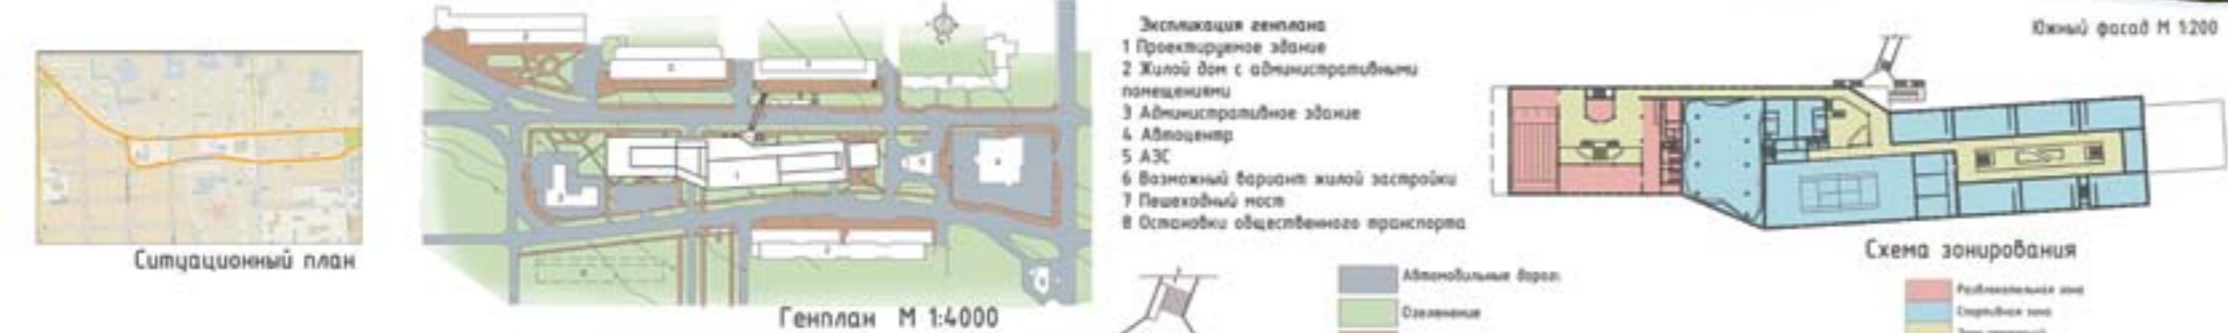 Ситуационный план
Генплан М 1:4000
Экспликация генплана
1 Проектируемое здание
2 Жилой дом с административными
помещениями
3 Административное здание
4 Автоцентр
5 АЗС
6 Возможный вариант жилой застройки
7 Пешеходный мост
8 Остановки общественного транспорта
Автомобильные дороги
Озеленение
Южный фасад М 1:200
Схема зонирования
Развлекательная зона
Спортивная зона